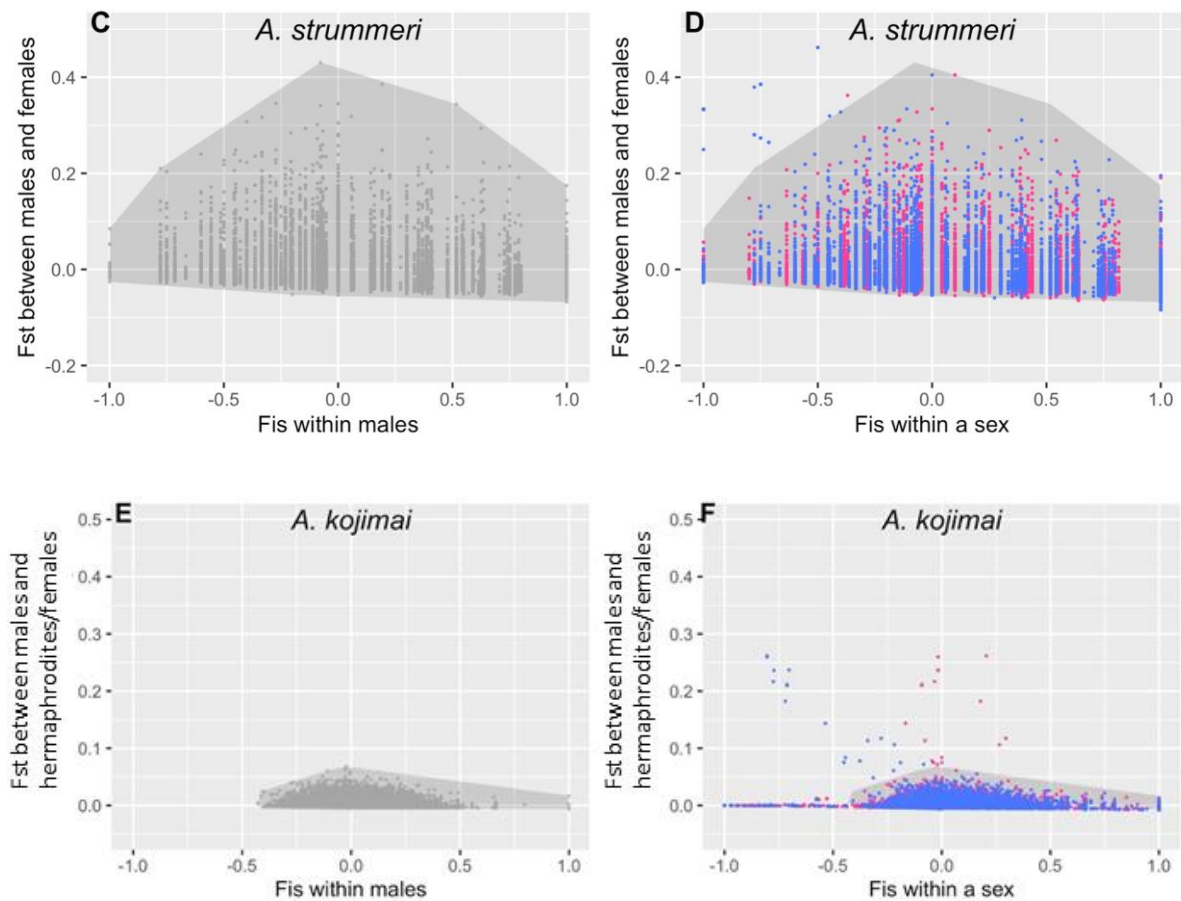 C
A. strummeri
Fst between males and females
0.4
0.2
0.0
-0.2
-1.0 -0.5 0.0 0.5 1.0
Fis within males
D
A. strummeri
Fst between males and females
0.4
0.2
0.0
-0.2
-1.0 -0.5 0.0 0.5 1.0
Fis within a sex
E
A. kojimai
Fst between males and
hermaphrodites/females
0.5
0.4
0.3
0.2
0.1
0.0
-1.0 -0.5 0.0 0.5 1.0
Fis within males
F
A. kojimai
Fst between males and
hermaphrodites/females
0.5
0.4
0.3
0.2
0.1
0.0
-1.0 -0.5 0.0 0.5 1.0
Fis within a sex